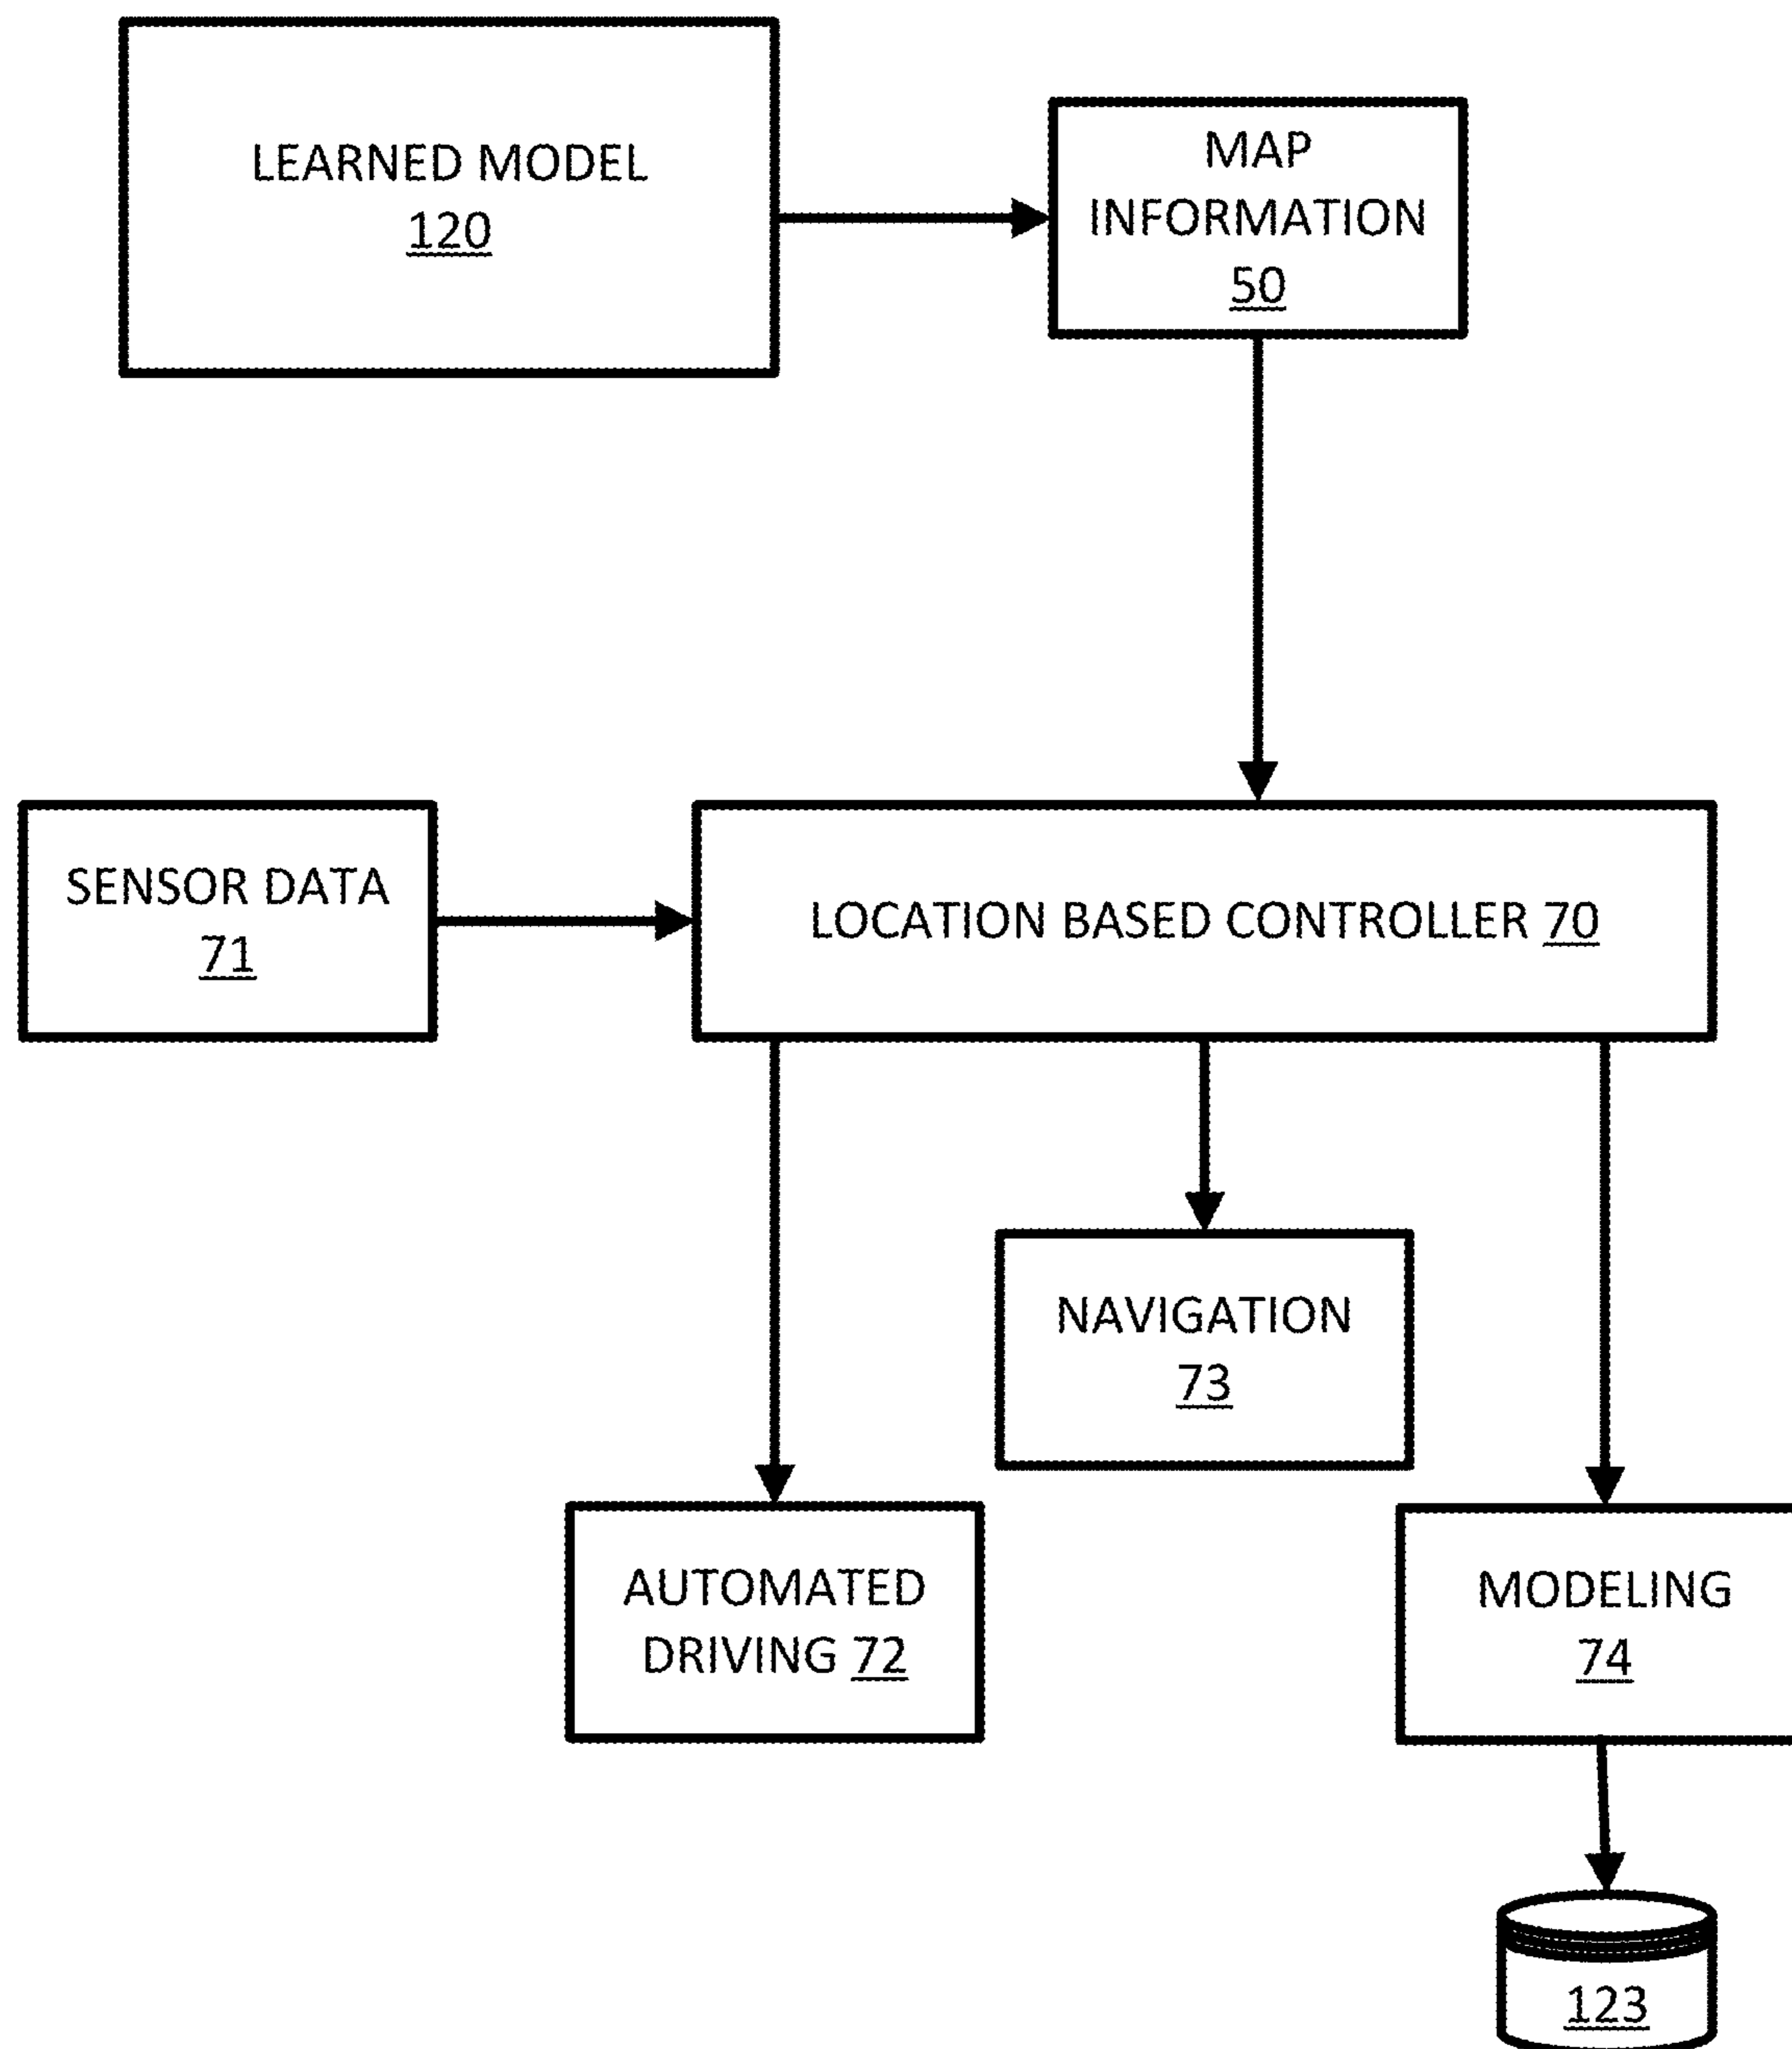 LEARNED MODEL
120
MAP
INFORMATION
50
SENSOR DATA
71
LOCATION BASED CONTROLLER 70
NAVIGATION
73
AUTOMATED
DRIVING 72
MODELING
74
123